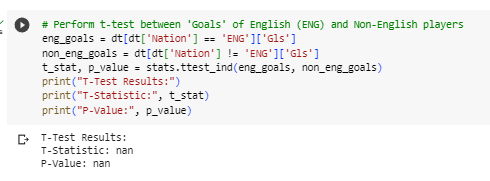 # Perform t-test between 'Goals' of English (ENG) and Non-English players
eng_goals = dt[dt['Nation'] == 'ENG']['Gls']
non_eng_goals = dt[dt['Nation'] != 'ENG']['Gls']
t_stat, p_value = stats.ttest_ind(eng_goals, non_eng_goals)
print("T-Test Results:")
print("T-Statistic:", t_stat)
print("P-Value:", p_value)
T-Test Results:
T-Statistic: nan
P-Value: nan